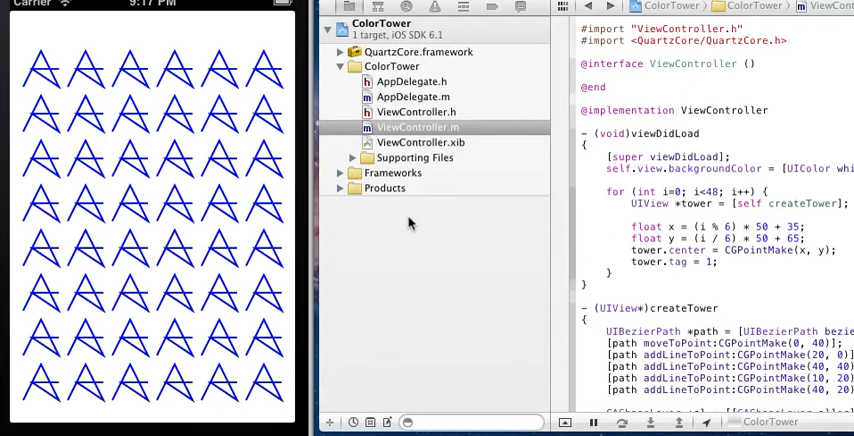 Carrier 9:17 PM
ColorTower
1 target, iOS SDK 6.1
QuartzCore.framework
ColorTower
AppDelegate.h
AppDelegate.m
ViewController.h
ViewController.m
ViewController.xib
Supporting Files
Frameworks
Products
ColorTower ColorTower
#import "ViewController.h"
#import <QuartzCore/QuartzCore.h>
@interface ViewController ()
@end
@implementation ViewController
- (void)viewDidLoad
{
[super viewDidLoad];
self.view.backgroundColor = [UIColor
for (int i=0; i<48; i++) {
UIView *tower = [self createTower];
float x = (i % 6) * 50 + 35;
float y = (i / 6) * 50 + 65;
tower.center = CGPointMake(x, y);
tower.tag = 1;
}
}
- (UIView*)createTower
{
UIBezierPath *path = [UIBezierPath
[path moveToPoint:CGPointMake(0, 40)];
[path addLineToPoint:CGPointMake(20, 0)
[path addLineToPoint:CGPointMake(40, 40)
[path addLineToPoint:CGPointMake(10, 20)
[path addLineToPoint:CGPointMake(40, 20)
ColorTower